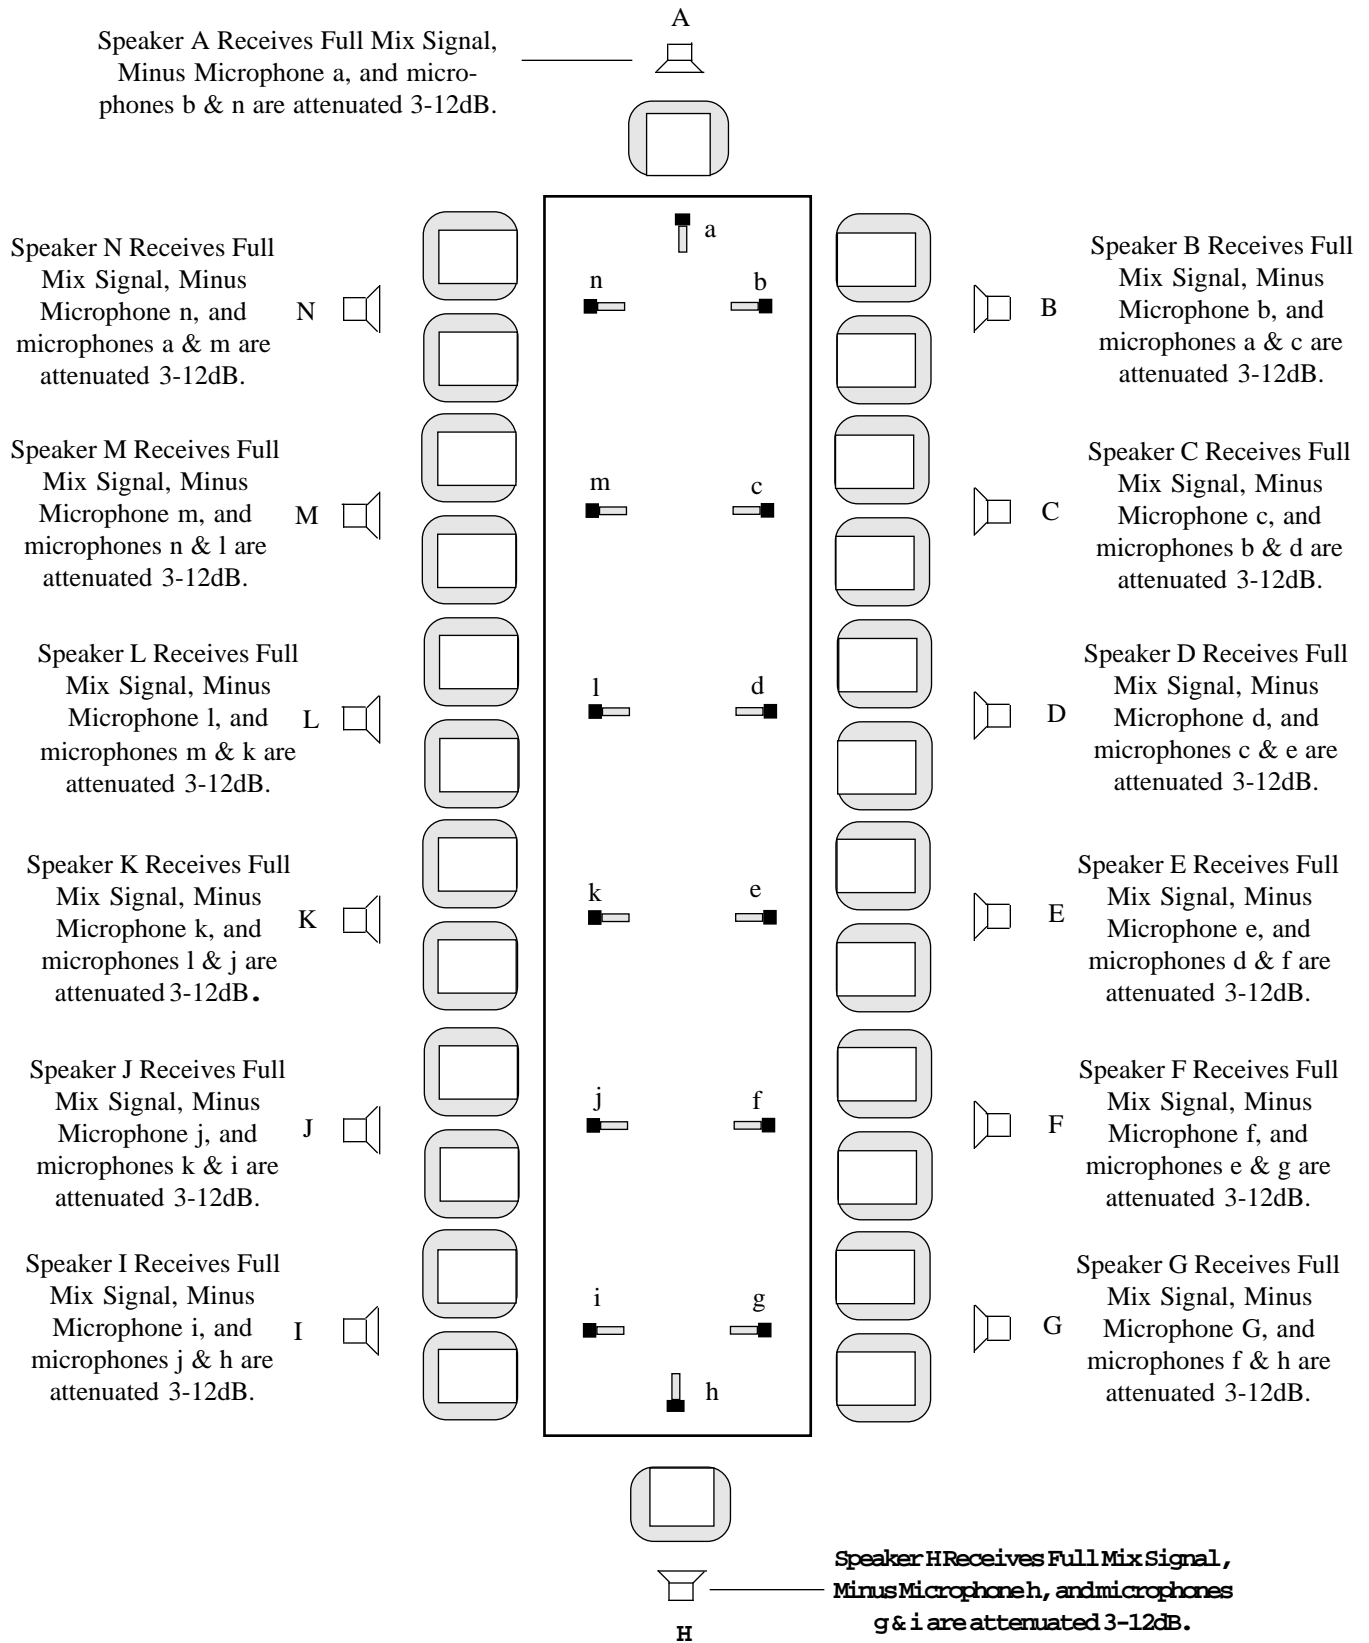 A
Speaker A Receives Full Mix Signal,
Minus Microphone a, and micro-
phones b & n are attenuated 3-12dB.
a
n
b
Speaker N Receives Full
Mix Signal, Minus
Microphone n, and
microphones a & m are
attenuated 3-12dB.
N
Speaker B Receives Full
Mix Signal, Minus
Microphone b, and
microphones a & c are
attenuated 3-12dB.
B
Speaker M Receives Full
Mix Signal, Minus
Microphone m, and
microphones n & l are
attenuated 3-12dB.
M
m
c
C
Speaker C Receives Full
Mix Signal, Minus
Microphone c, and
microphones b & d are
attenuated 3-12dB.
Speaker L Receives Full
Mix Signal, Minus
Microphone l, and
microphones m & k are
attenuated 3-12dB.
L
l
d
D
Speaker D Receives Full
Mix Signal, Minus
Microphone d, and
microphones c & e are
attenuated 3-12dB.
Speaker K Receives Full
Mix Signal, Minus
Microphone k, and
microphones l & j are
attenuated 3-12dB.
K
k
e
E
Speaker E Receives Full
Mix Signal, Minus
Microphone e, and
microphones d & f are
attenuated 3-12dB.
Speaker J Receives Full
Mix Signal, Minus
Microphone j, and
microphones k & i are
attenuated 3-12dB.
J
j
f
F
Speaker F Receives Full
Mix Signal, Minus
Microphone f, and
microphones e & g are
attenuated 3-12dB.
Speaker I Receives Full
Mix Signal, Minus
Microphone i, and
microphones j & h are
attenuated 3-12dB.
I
i
g
G
Speaker G Receives Full
Mix Signal, Minus
Microphone G, and
microphones f & h are
attenuated 3-12dB.
h
Speaker H Receives Full Mix Signal,
Minus Microphone h, and microphones
g & i are attenuated 3-12dB.
H